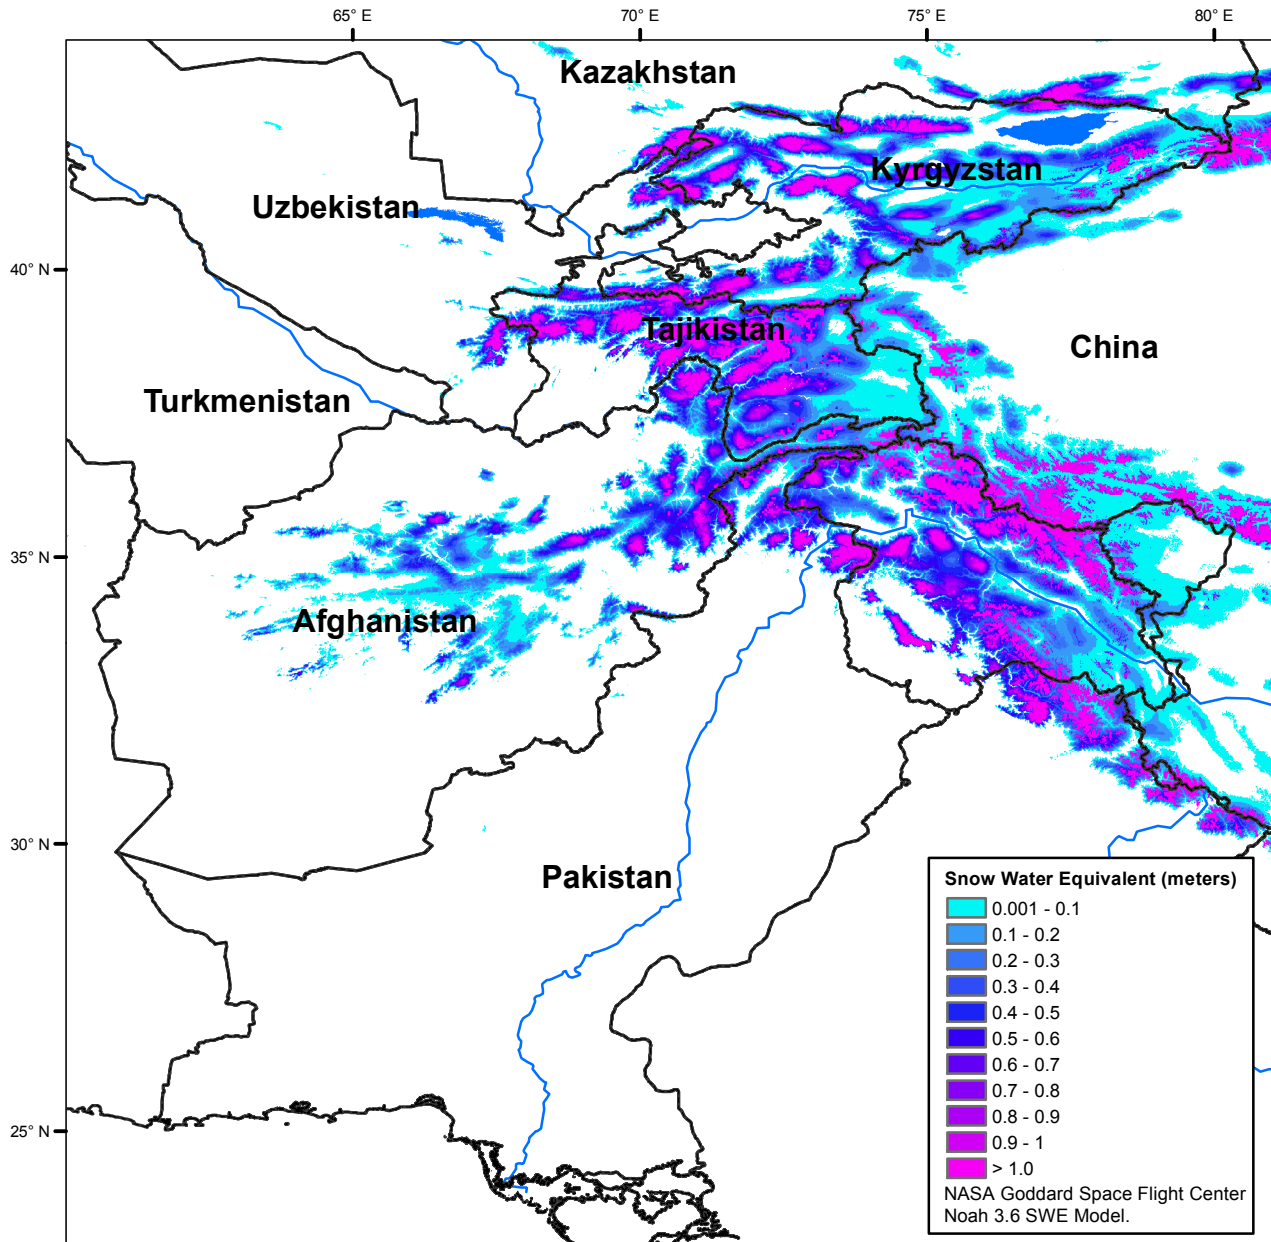 65° E
70° E
75° E
80° E
Kazakhstan
Kyrgyzstan
Uzbekistan
40° N
Tajikistan
China
Turkmenistan
35° N
Afghanistan
30° N
Pakistan
25° N
Snow Water Equivalent (meters)
0.001 - 0.1
0.1 - 0.2
0.2 - 0.3
0.3 - 0.4
0.4 - 0.5
0.5 - 0.6
0.6 - 0.7
0.7 - 0.8
0.8 - 0.9
0.9 - 1
> 1.0
NASA Goddard Space Flight Center
Noah 3.6 SWE Model.